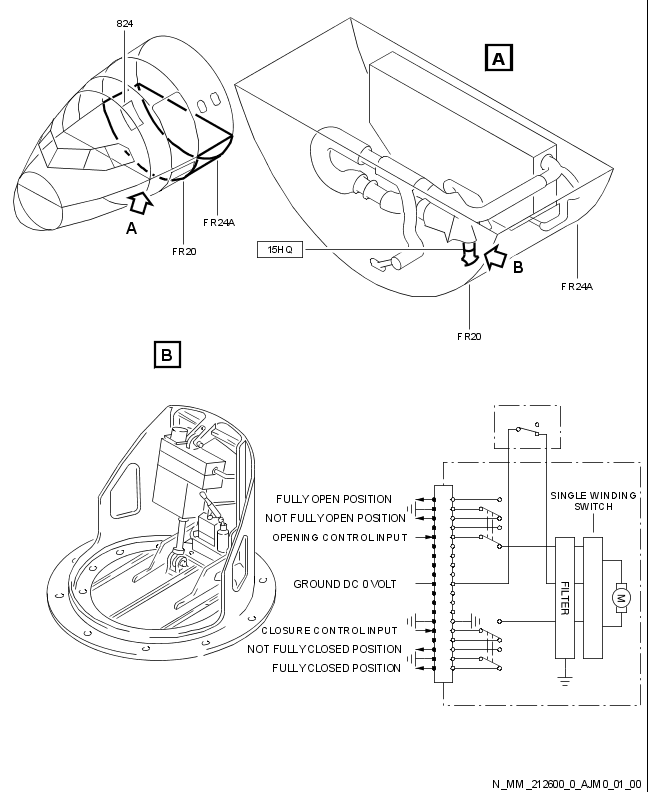 824
A
A
FR24A
FR20
15HQ
B
FR24A
FR20
B
FULLY OPEN POSITION
NOT FULLY OPEN POSITION
OPENING CONTROL INPUT
GROUND DC 0 VOLT
CLOSURE CONTROL INPUT
NOT FULLY CLOSED POSITION
FULLY CLOSED POSITION
SINGLE WINDING
SWITCH
FILTER
M
N_MM_212600_0_AJM0_01_00